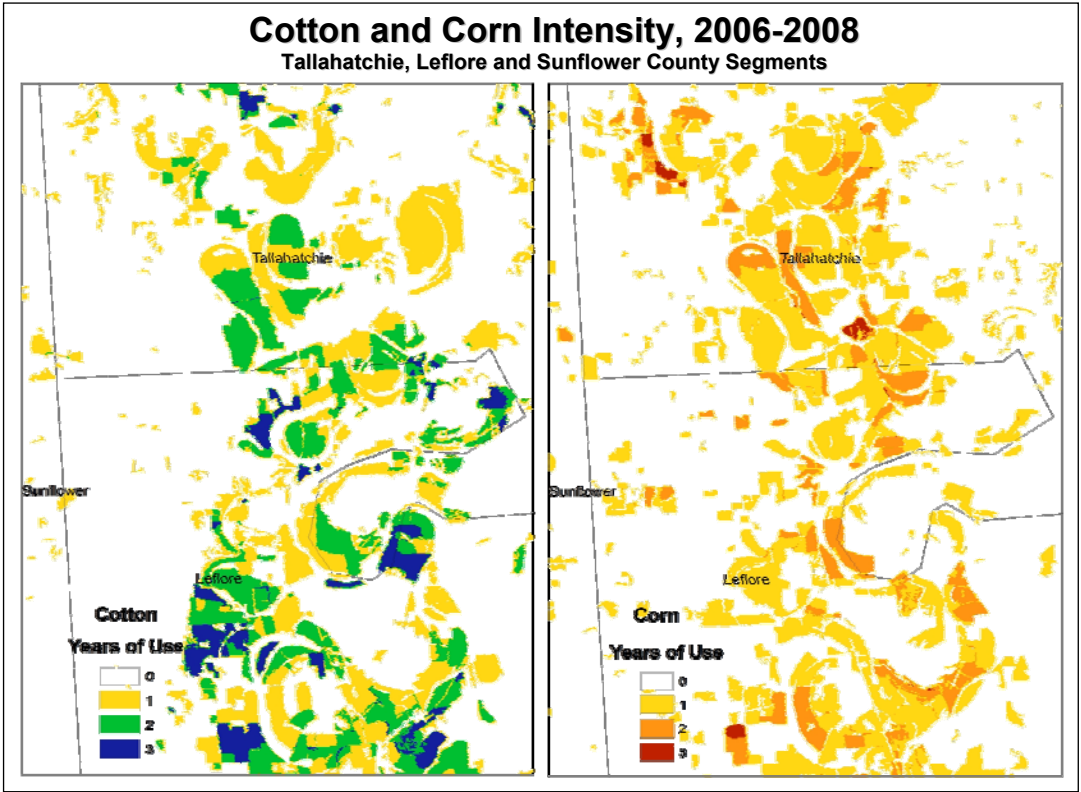 Cotton and Corn Intensity, 2006-2008
Tallahatchie, Leflore and Sunflower County Segments
Tallahatchie
Sunflower
Leflore
Cotton
Years of Use
0
1
2
3
Tallahatchie
Sunflower
Leflore
Corn
Years of Use
0
1
2
3